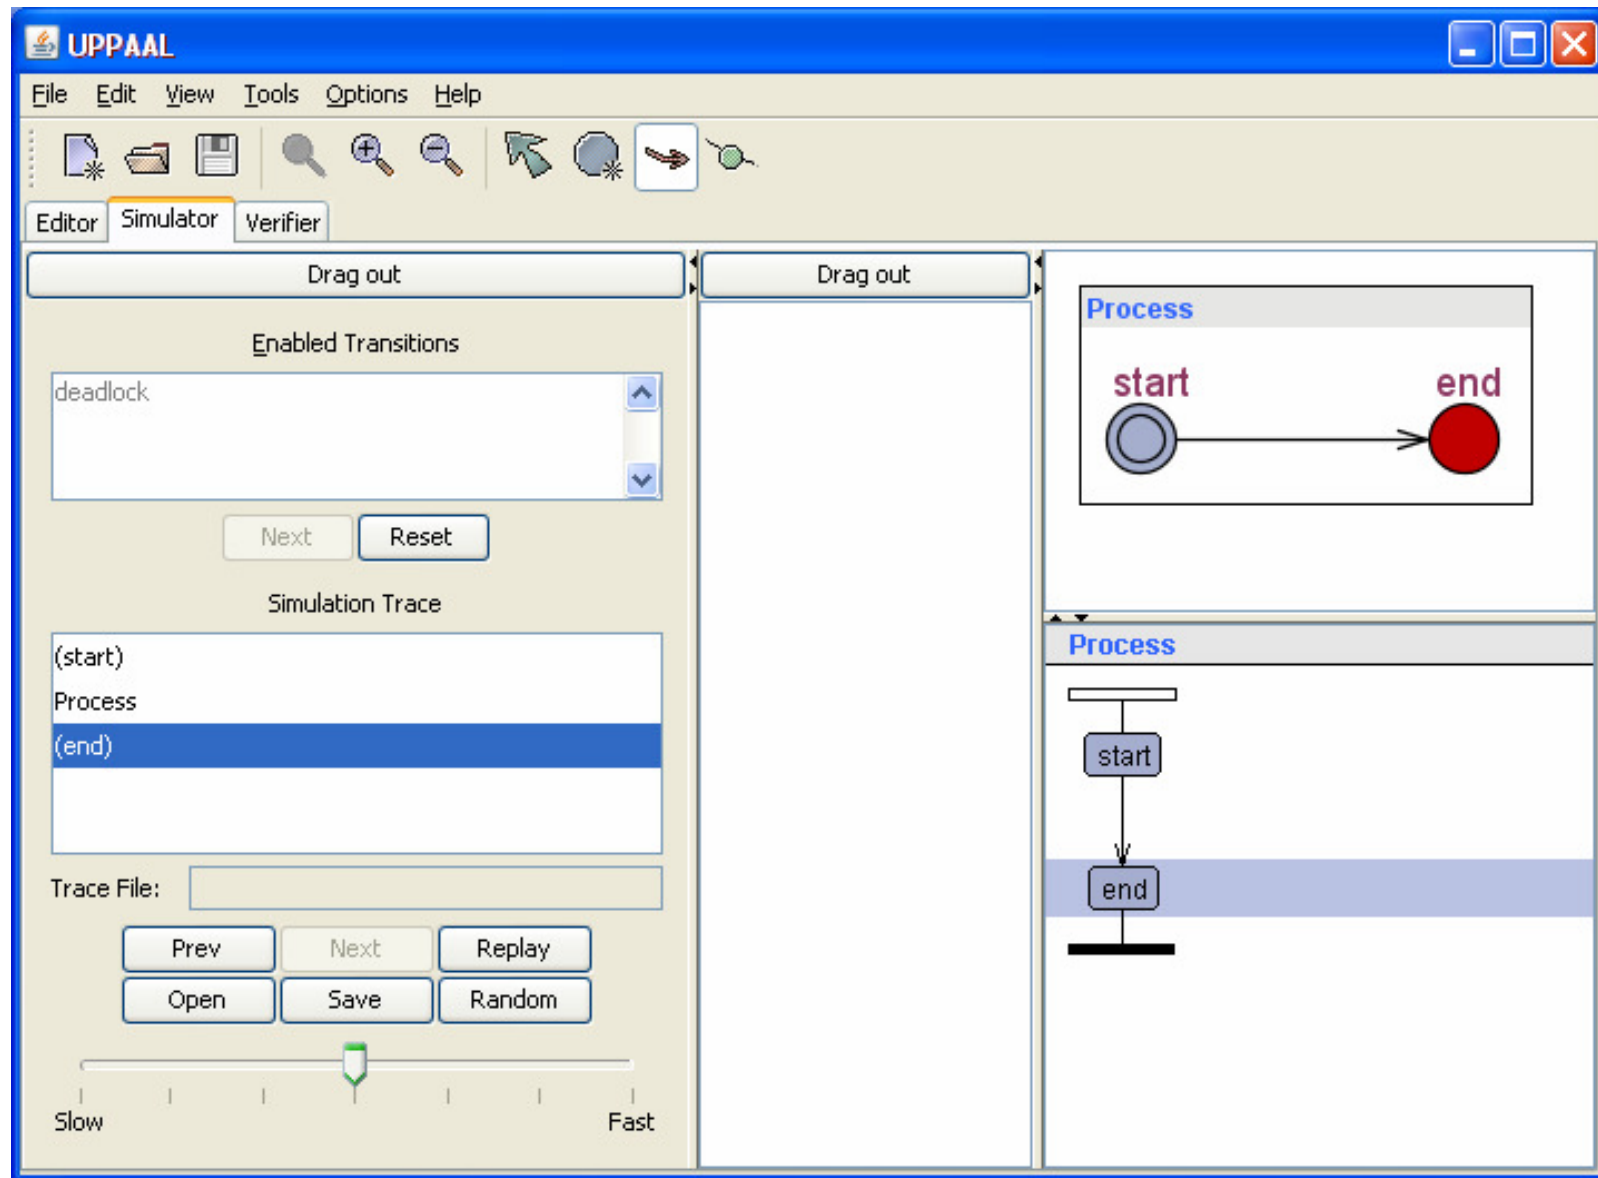 UPPAAL
File Edit View Tools Options Help
Editor Simulator Verifier
Drag out
Enabled Transitions
deadlock
Next Reset
Simulation Trace
(start)
Process
(end)
Trace File:
Prev Next Replay
Open Save Random
Slow Fast
Drag out
Process
start end
Process
start
end